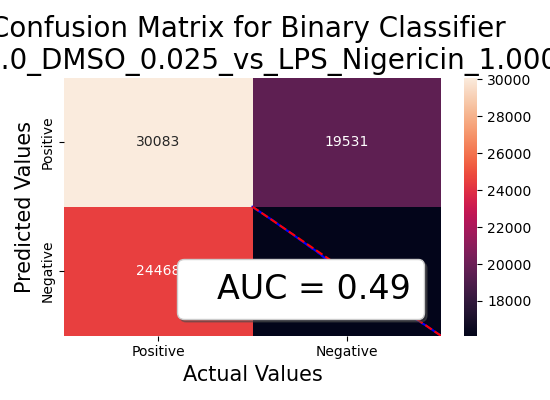 Confusion Matrix for Binary Classifier
.0_DMSO_0.025_vs_LPS_Nigericin_1.000
Predicted Values
Positive
Negative
30083
19531
24468
AUC = 0.49
Positive
Negative
Actual Values
30000
28000
26000
24000
22000
20000
18000